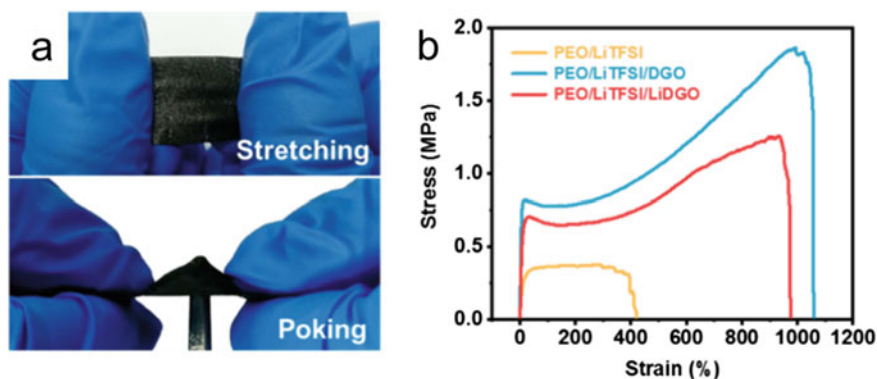 a
Stretching
Poking
b
PEO/LiTFSI
PEO/LiTFSI/DGO
PEO/LiTFSI/LiDGO
Stress (MPa)
2.0
1.5
1.0
0.5
0.0
0 200 400 600 800 1000 1200
Strain (%)